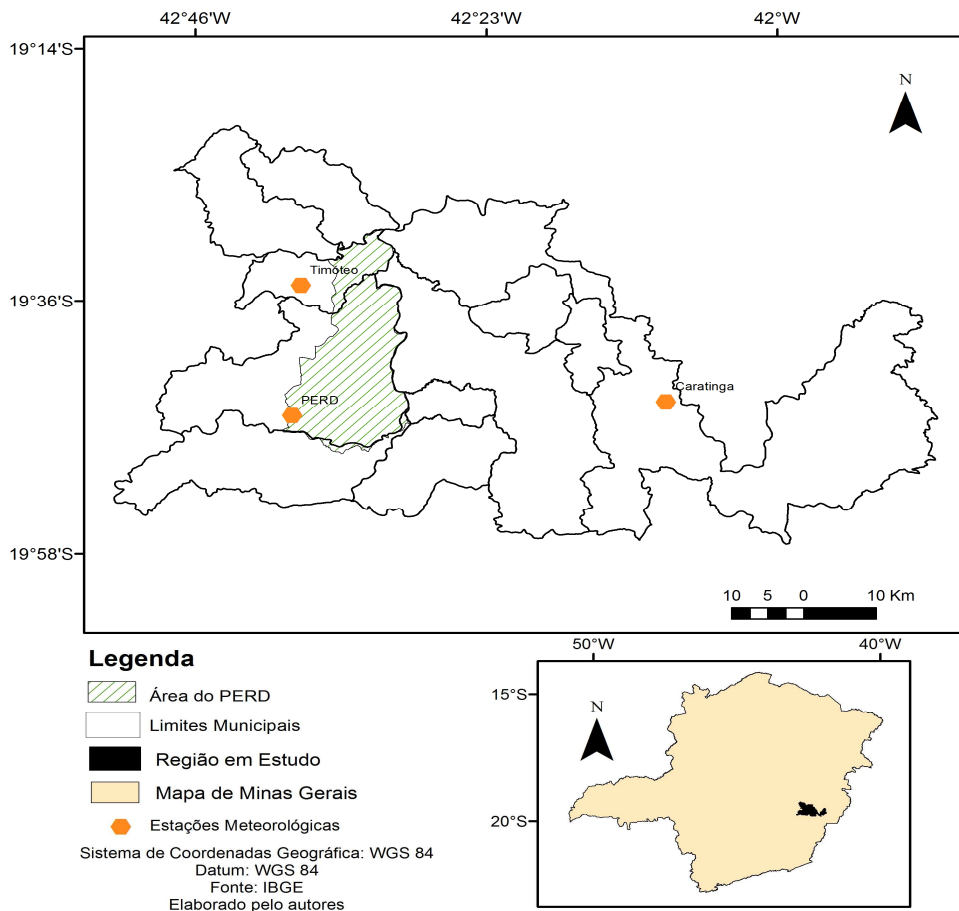 42°46'W 42°23'W 42°W
19°14'S
N
Timóteo
19°36'S
Caratinga
PERD
19°58'S
10 5 0 10 Km
50°W 40°W
Legenda
Área do PERD
Limites Municipais
Região em Estudo
Mapa de Minas Gerais
Estações Meteorológicas
Sistema de Coordenadas Geográfica: WGS 84
Datum: WGS 84
Fonte: IBGE
Elaborado pelo autores
15°S
N
20°S